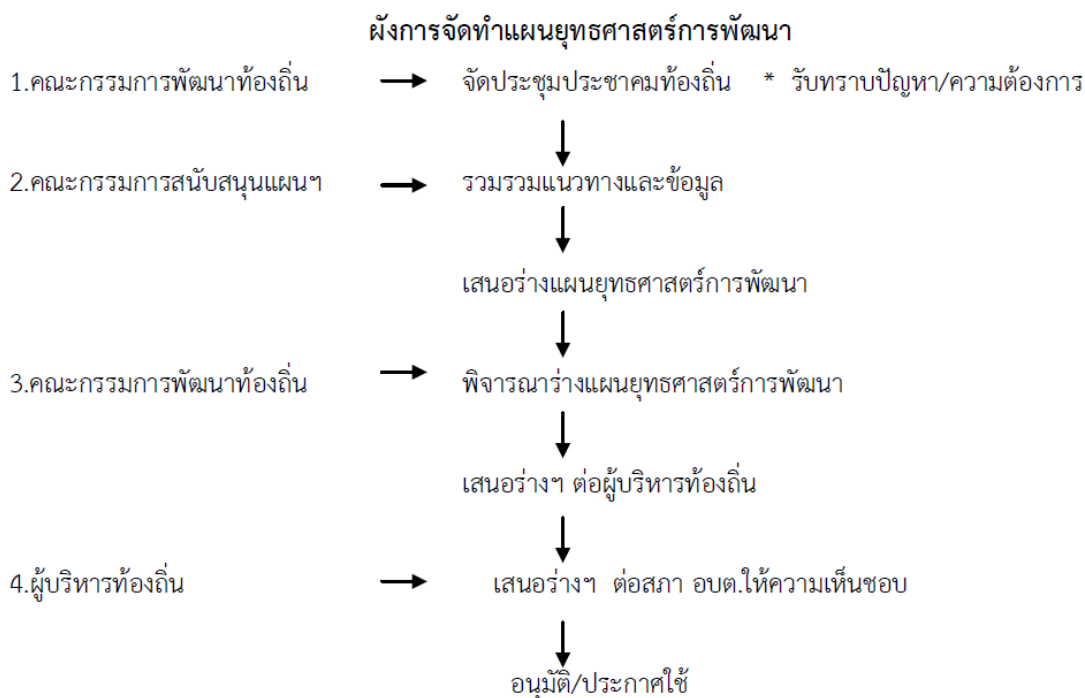 ผังการจัดทำแผนยุทธศาสตร์การพัฒนา
1.คณะกรรมการพัฒนาท้องถิ่น จัดประชุมประชาคมท้องถิ่น * รับทราบปัญหา/ความต้องการ
2.คณะกรรมการสนับสนุนแผนฯ รวมรวมแนวทางและข้อมูล
เสนอร่างแผนยุทธศาสตร์การพัฒนา
3.คณะกรรมการพัฒนาท้องถิ่น พิจารณาร่างแผนยุทธศาสตร์การพัฒนา
เสนอร่างฯ ต่อผู้บริหารท้องถิ่น
4.ผู้บริหารท้องถิ่น เสนอร่างฯ ต่อสภา อบต.ให้ความเห็นชอบ
อนุมัติ/ประกาศใช้